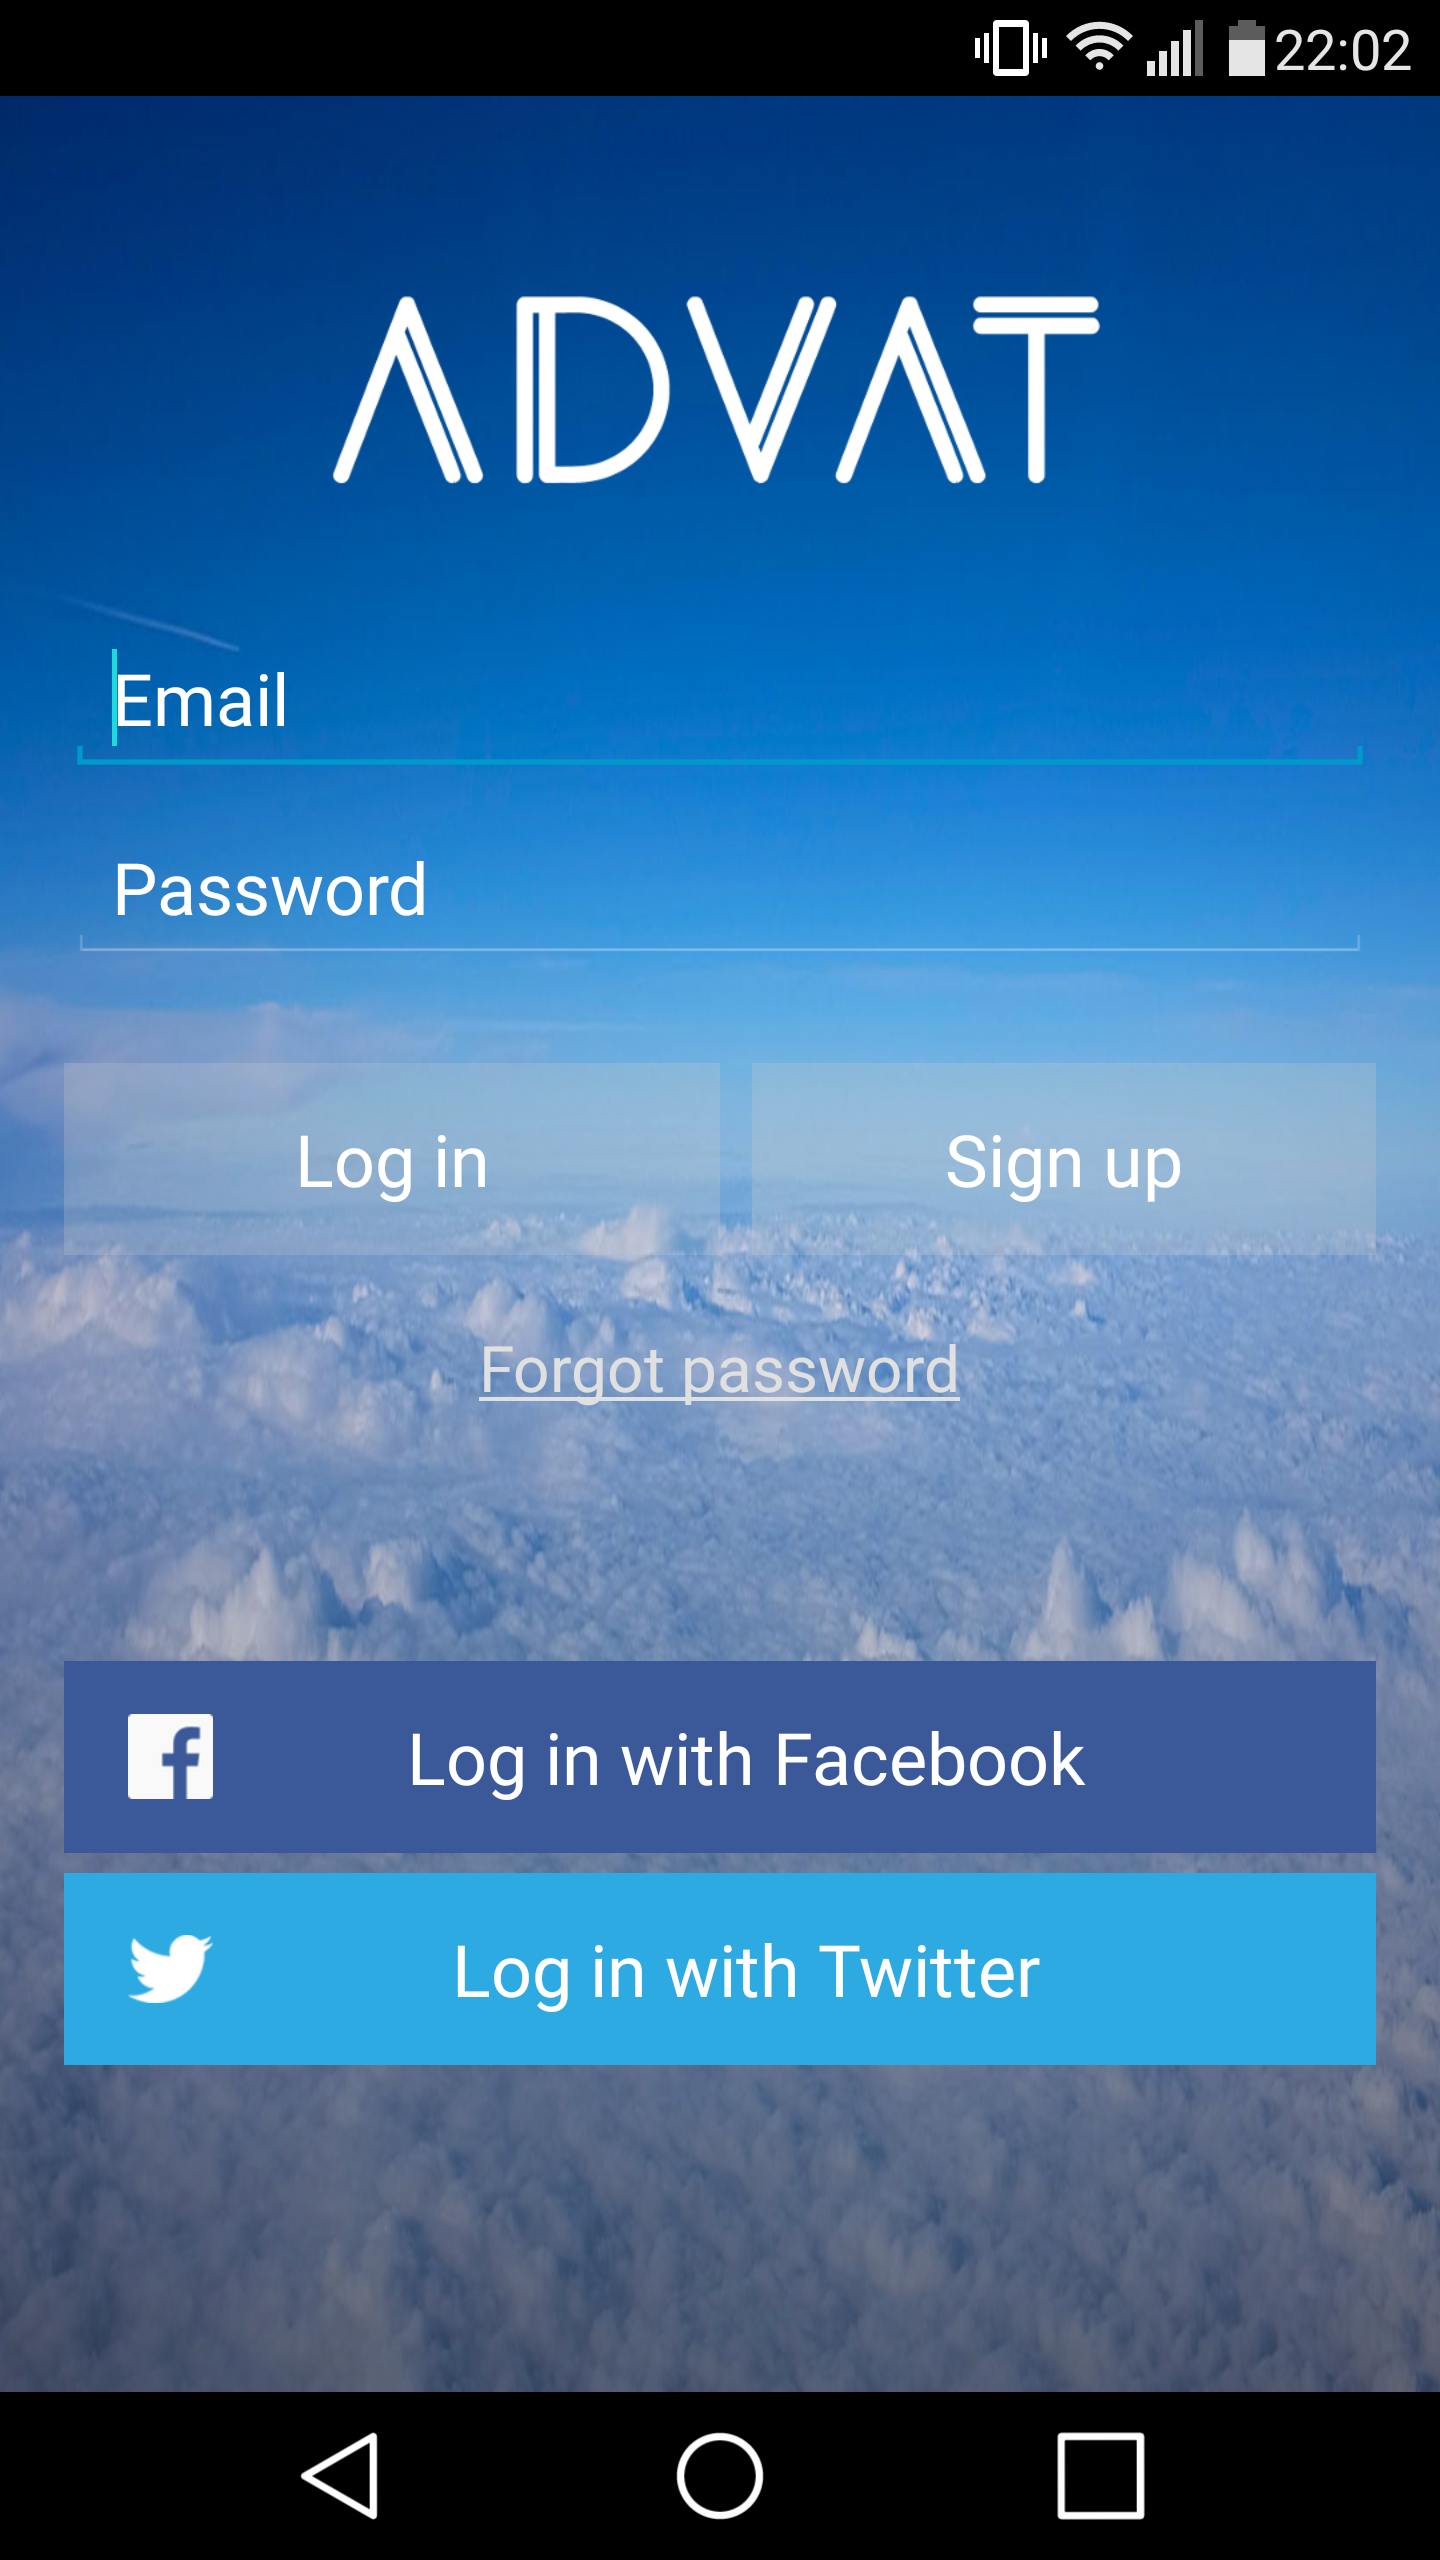 22:02
ADVAT
Email
Password
Log in
Sign up
Forgot password
Log in with Facebook
Log in with Twitter